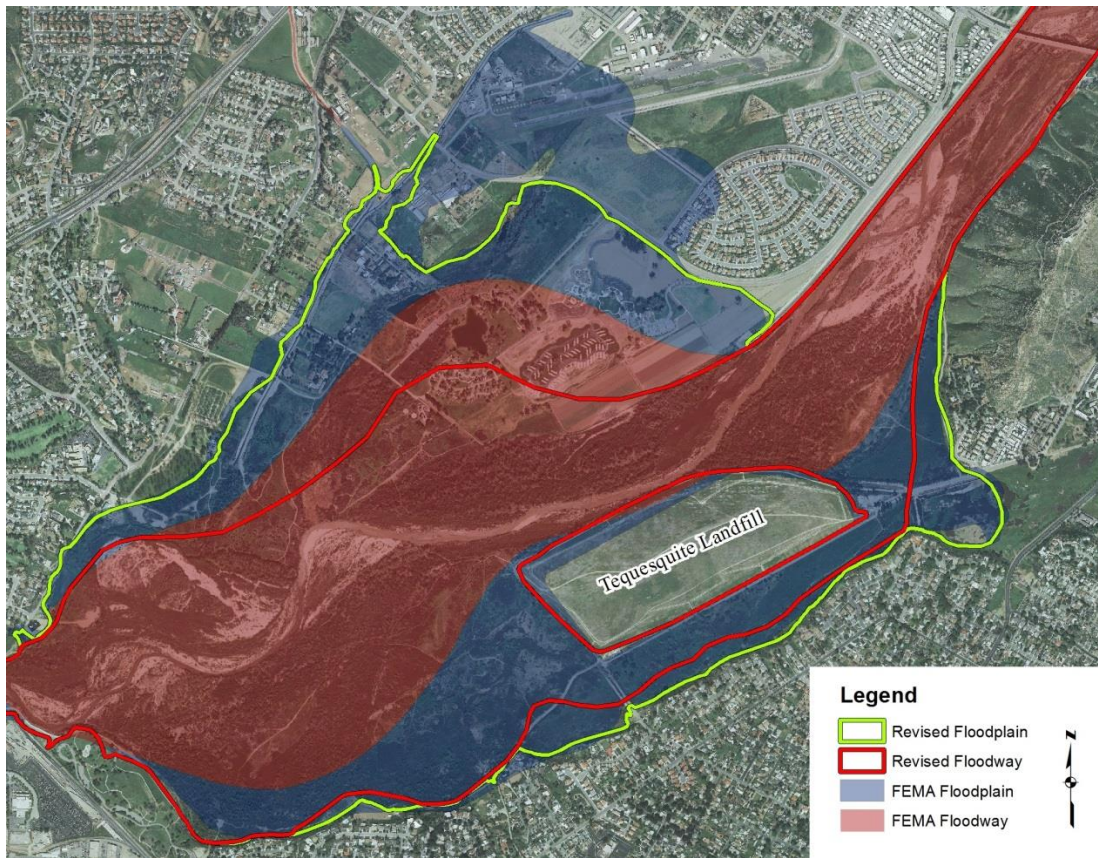 Tequesquite Landfill
Legend
Revised Floodplain
Revised Floodway
FEMA Floodplain
FEMA Floodway
N